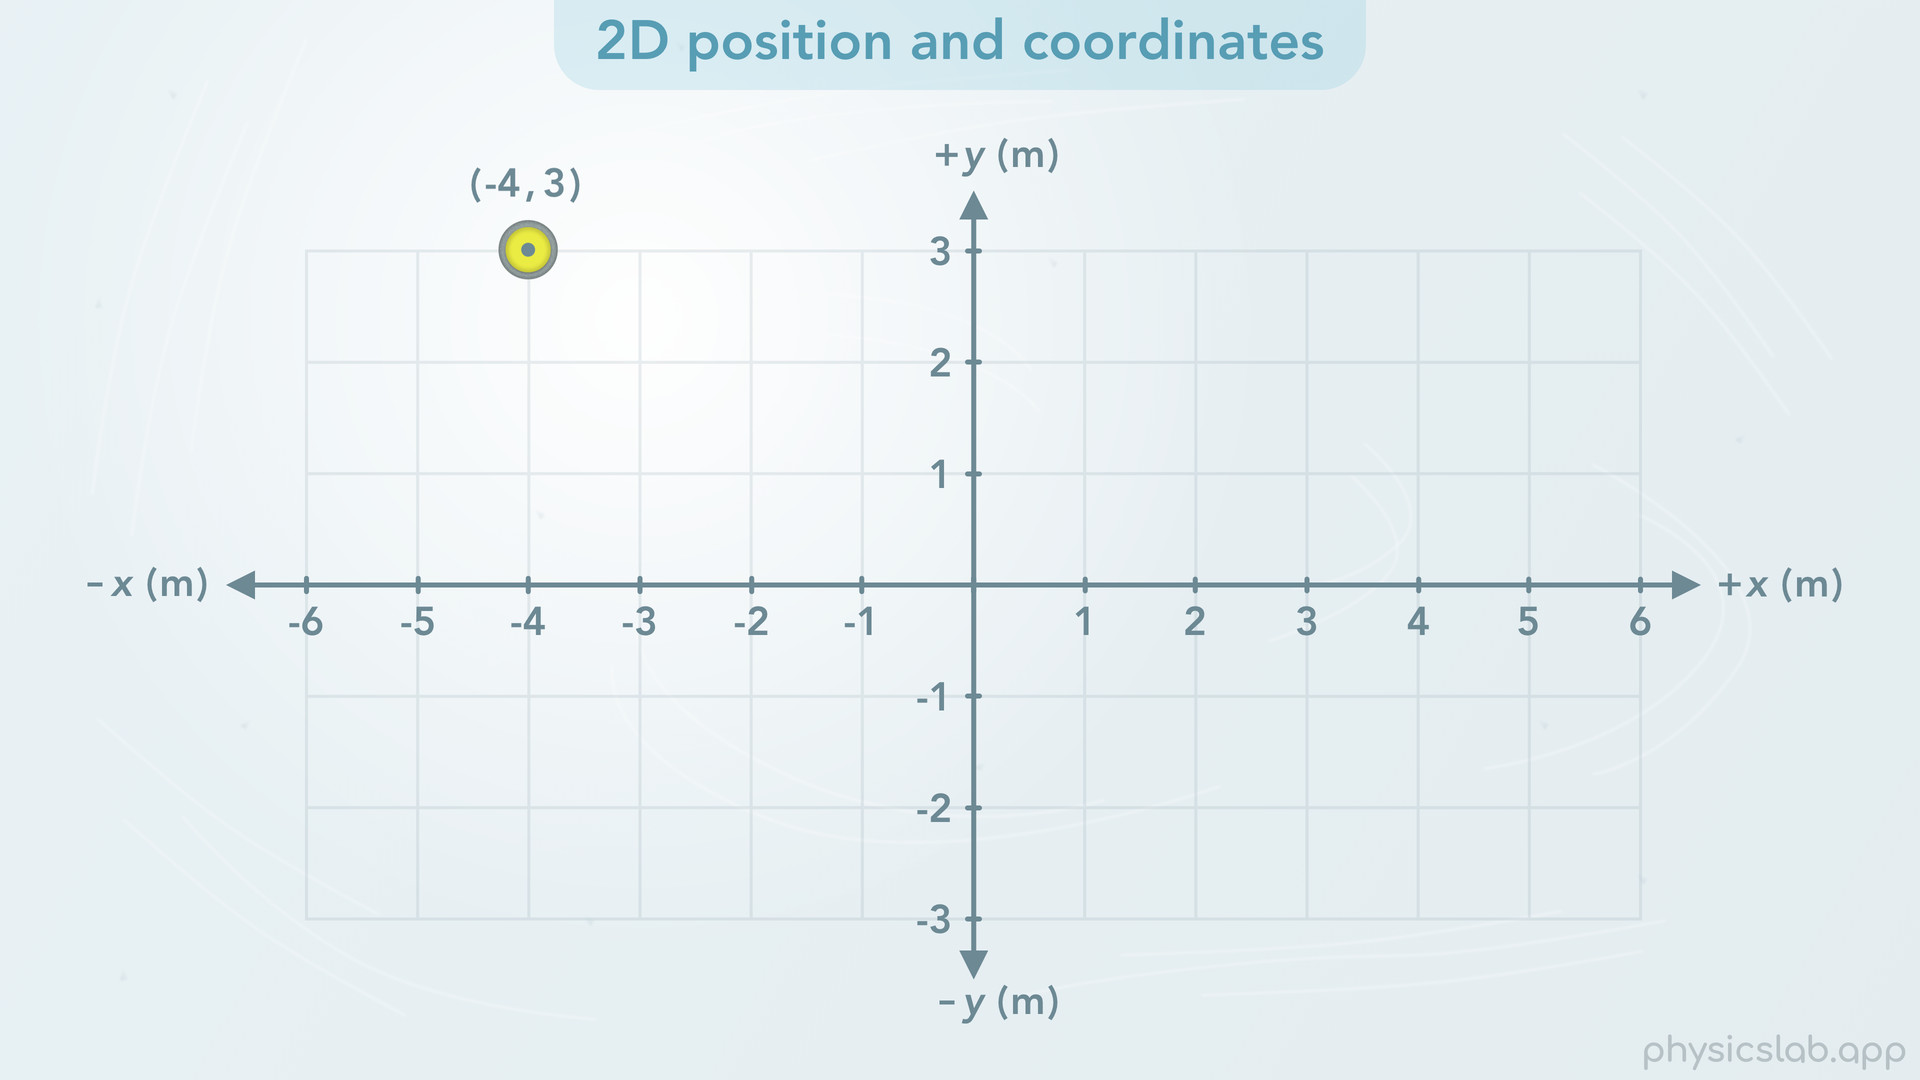 2D position and coordinates
+y (m)
(-4, 3)
3
2
1
-x (m)
+x (m)
-6 -5 -4 -3 -2 -1 1 2 3 4 5 6
-1
-2
-3
-y (m)
physicslab.app